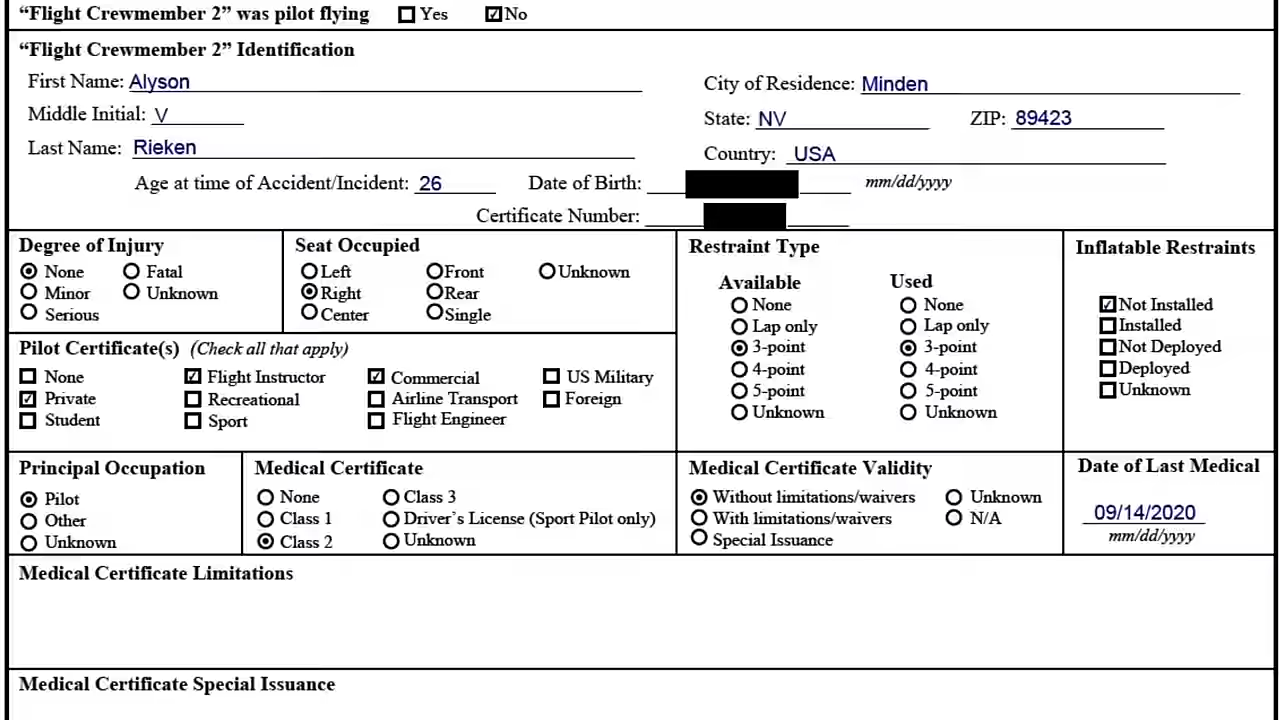 “Flight Crewmember 2” was pilot flying Yes No
“Flight Crewmember 2” Identification
First Name: Alyson
City of Residence: Minden
Middle Initial: V
State: NV ZIP: 89423
Last Name: Rieken
Country: USA
Age at time of Accident/Incident: 26 Date of Birth: mm/dd/yyyy
Certificate Number:
Degree of Injury
None Fatal
Minor Unknown
Serious
Seat Occupied
Left Front Unknown
Right Rear
Center Single
Restraint Type
Available Used
None None
Lap only Lap only
3-point 3-point
4-point 4-point
5-point 5-point
Unknown Unknown
Inflatable Restraints
Not Installed
Installed
Not Deployed
Deployed
Unknown
Pilot Certificate(s) (Check all that apply)
None Flight Instructor Commercial US Military
Private Recreational Airline Transport Foreign
Student Sport Flight Engineer
Principal Occupation
Pilot
Other
Unknown
Medical Certificate
None Class 3
Class 1 Driver’s License (Sport Pilot only)
Class 2 Unknown
Medical Certificate Validity
Without limitations/waivers Unknown
With limitations/waivers N/A
Special Issuance
Date of Last Medical
09/14/2020
mm/dd/yyyy
Medical Certificate Limitations
Medical Certificate Special Issuance